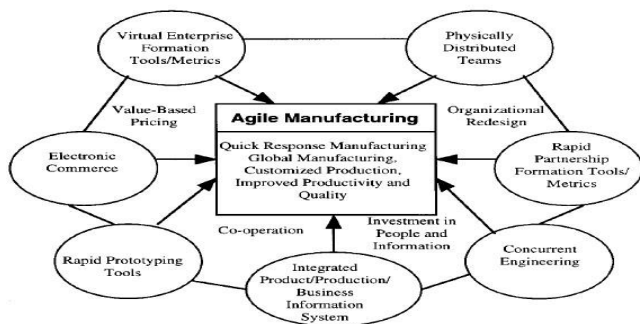 Virtual Enterprise
Formation
Tools/Metrics
Physically
Distributed
Teams
Value-Based
Pricing
Agile Manufacturing
Organizational
Redesign
Quick Response Manufacturing
Global Manufacturing,
Customized Production,
Improved Productivity and
Quality
Electronic
Commerce
Rapid
Partnership
Formation Tools/
Metrics
Co-operation
Investment in
People and
Information
Rapid Prototyping
Tools
Integrated
Product/Production/
Business
Information
System
Concurrent
Engineering